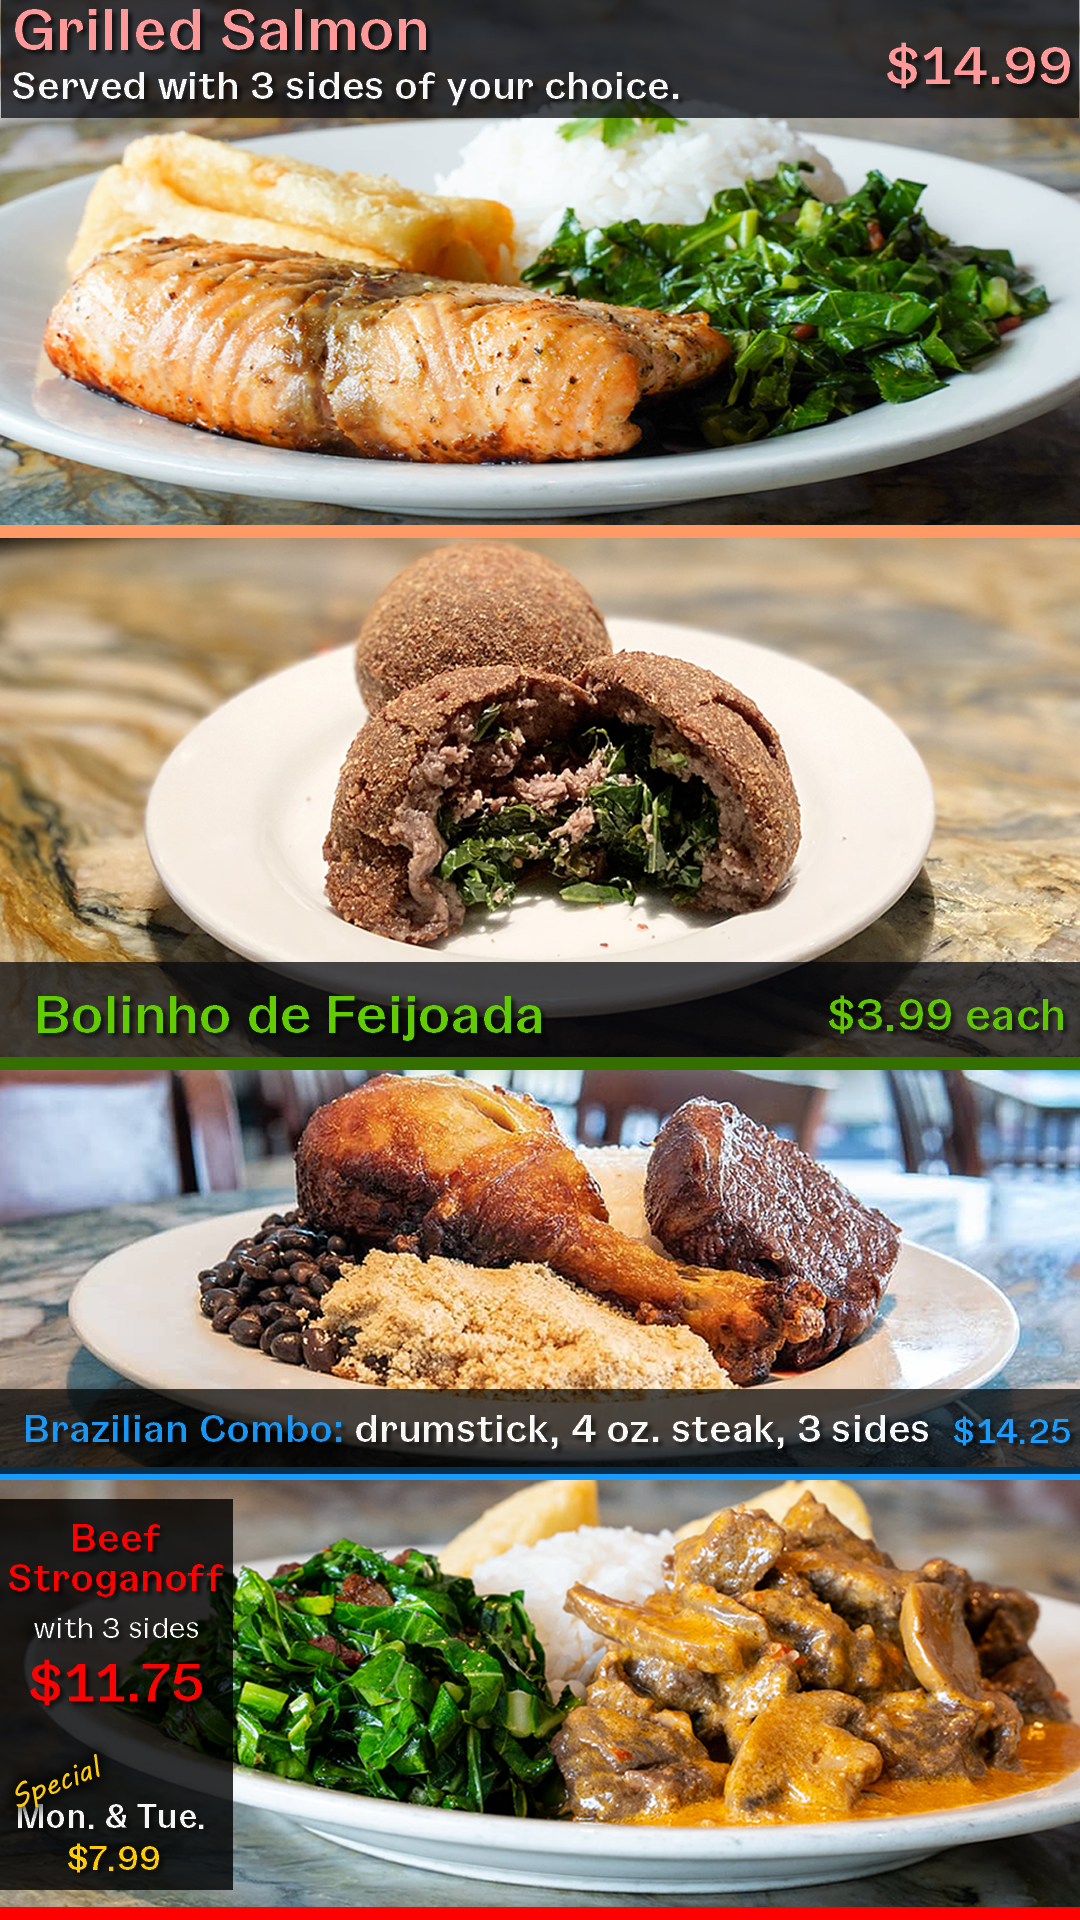 Grilled Salmon
Served with 3 sides of your choice.
$14.99
Bolinho de Feijoada
$3.99 each
Brazilian Combo: drumstick, 4 oz. steak, 3 sides $14.25
Beef
Stroganoff
with 3 sides
$11.75
Special
Mon. & Tue.
$7.99